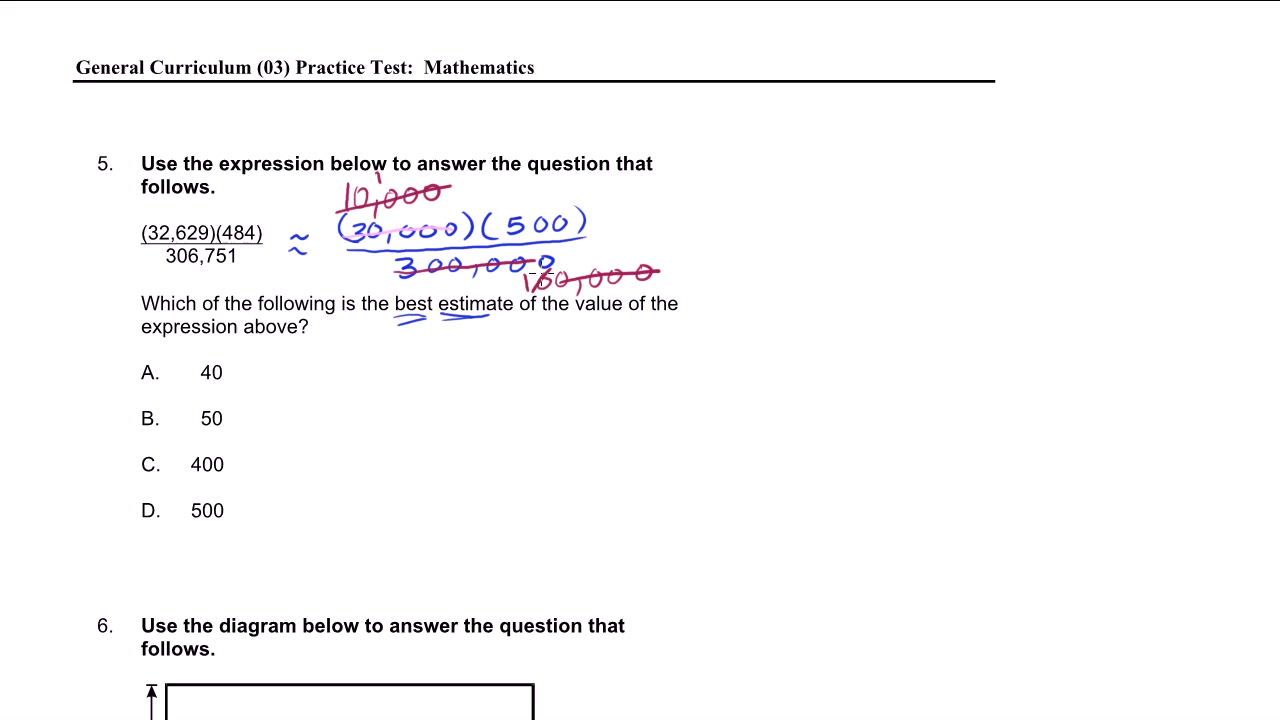 General Curriculum (03) Practice Test: Mathematics
5. Use the expression below to answer the question that
follows.
1
10,000
(32,629)(484) ≈ (30,000)(500)
306,751 300,000
100,000
Which of the following is the best estimate of the value of the
expression above?
A. 40
B. 50
C. 400
D. 500
6. Use the diagram below to answer the question that
follows.